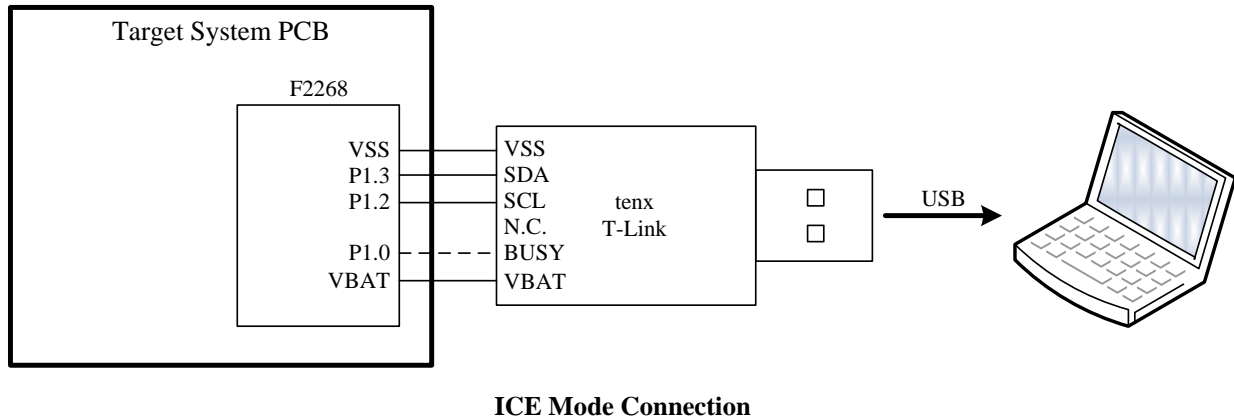 Target System PCB
F2268
VSS
P1.3
P1.2
P1.0
VBAT
VSS
SDA
SCL
N.C.
BUSY
VBAT
tenx
T-Link
USB
ICE Mode Connection